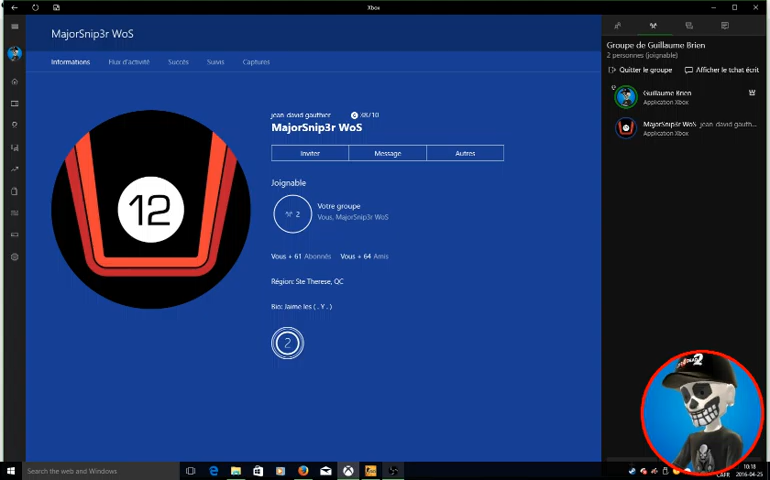 Xbox
MajorSnip3r WoS
Informations
Flux d'activité
Succès
Suivis
Captures
jean david gauthier
MajorSnip3r WoS
Inviter
Message
Autres
Joignable
2
Votre groupe
Vous, MajorSnip3r WoS
Vous + 61 Abonnés
Vous + 64 Amis
Région: Ste Therese, QC
Bio: Jaime les ( . Y . )
2
12
Groupe de Guillaume Brien
2 personnes (joignable)
Quitter le groupe
Afficher le tchat écrit
Guillaume Brien
Application Xbox
MajorSnip3r WoS jean david gauth...
Application Xbox
2
Search the web and Windows
10:18
2016-04-25